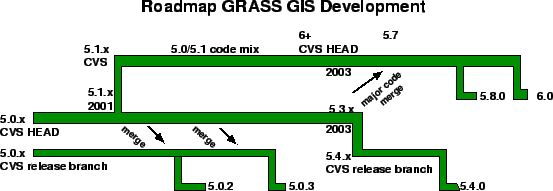 Roadmap GRASS GIS Development
6+ 5.7
5.1.x 5.0/5.1 code mix CVS HEAD
CVS
2003
5.1.x
2001
major code
merge
5.8.0 6.0
5.0.x 5.3.x
CVS HEAD merge merge 2003
5.0.x 5.4.x
CVS release branch CVS release branch
5.0.2 5.0.3 5.4.0